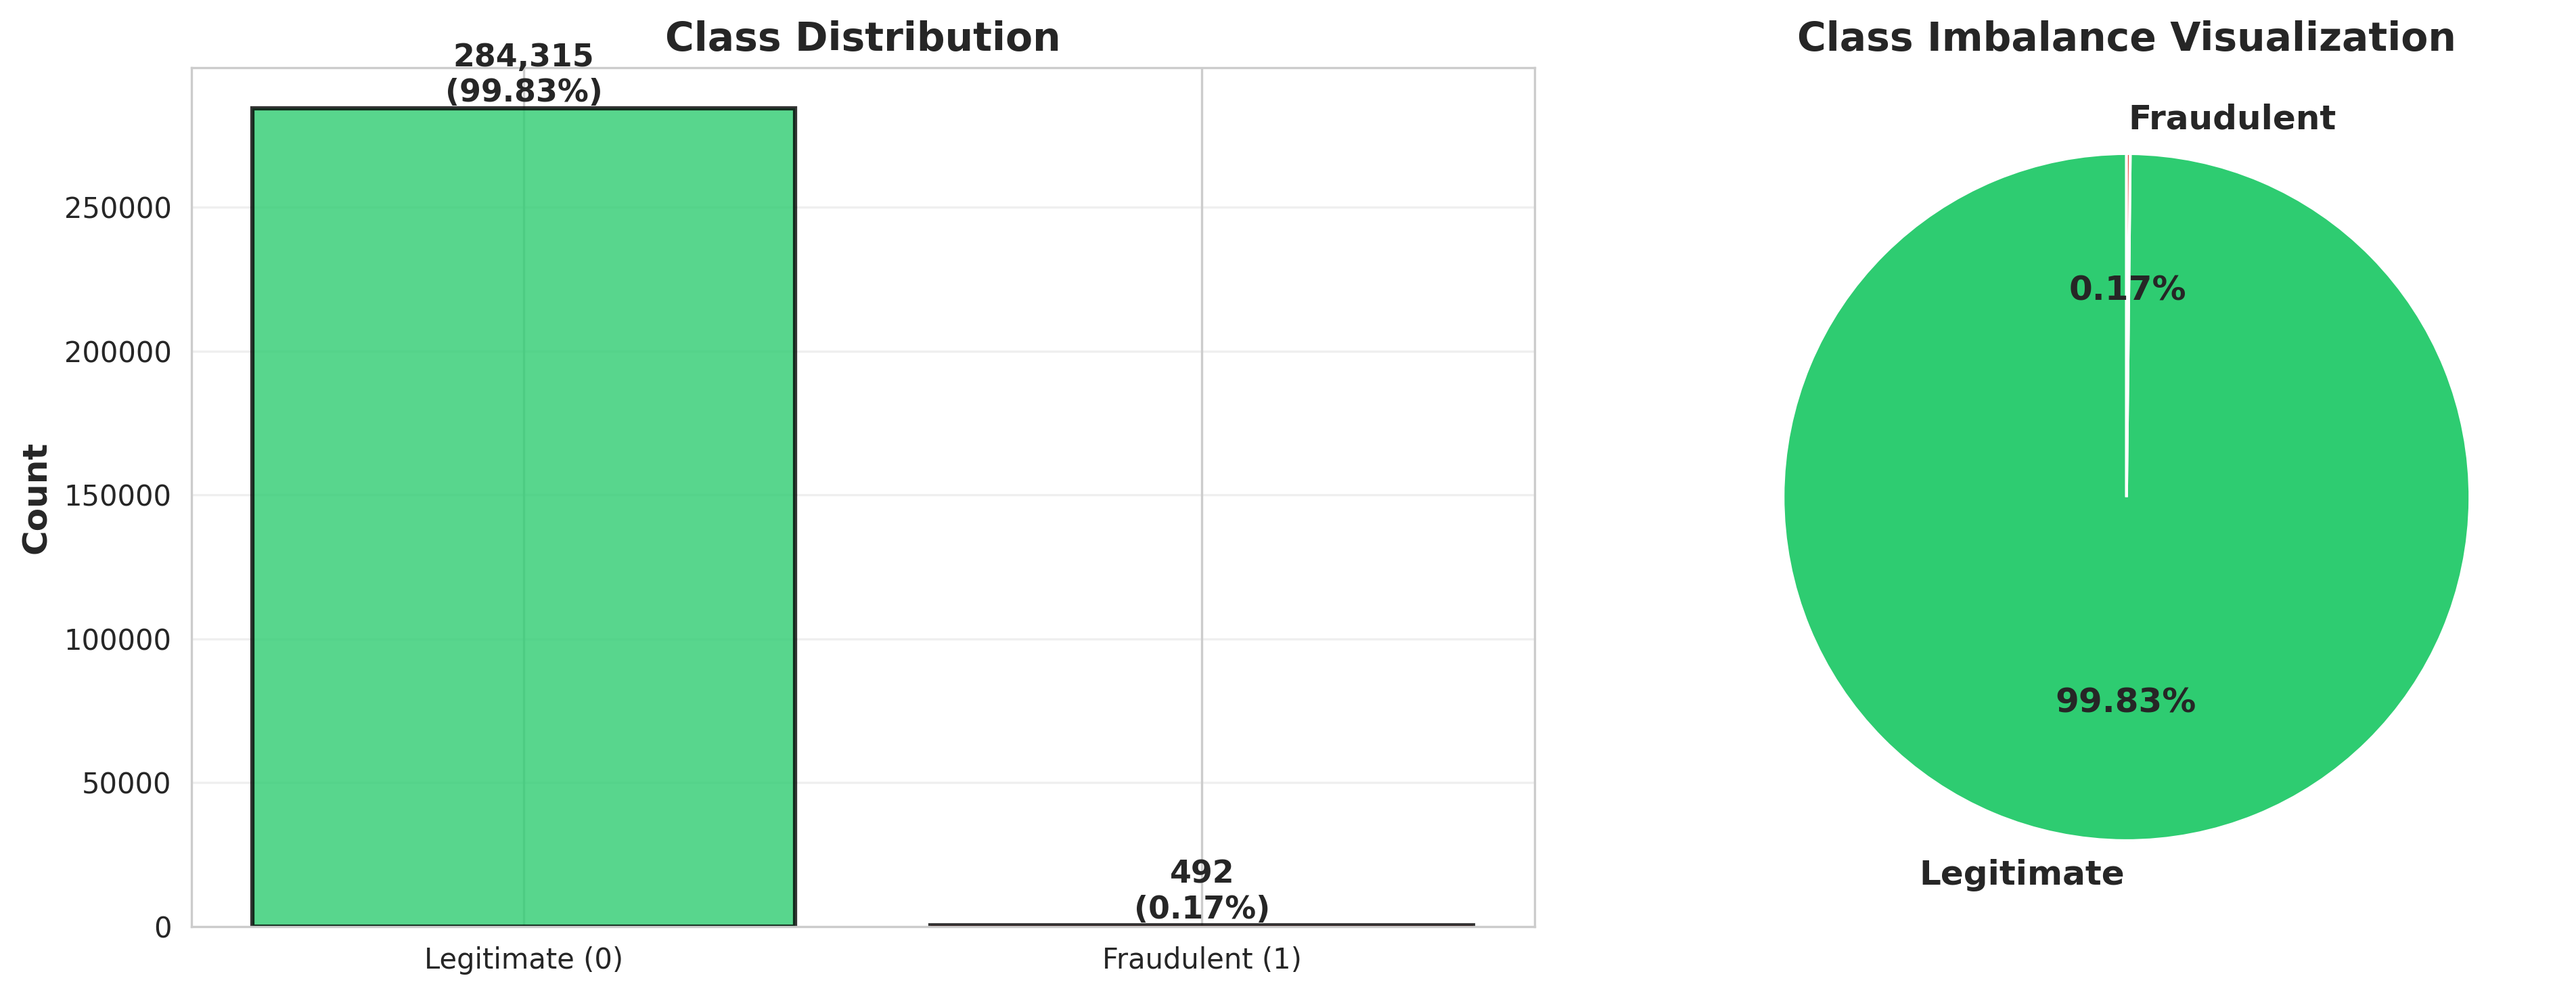 Class Distribution
284,315
(99.83%)
Count
250000
200000
150000
100000
50000
0
492
(0.17%)
Legitimate (0)
Fraudulent (1)
Class Imbalance Visualization
Fraudulent
0.17%
99.83%
Legitimate